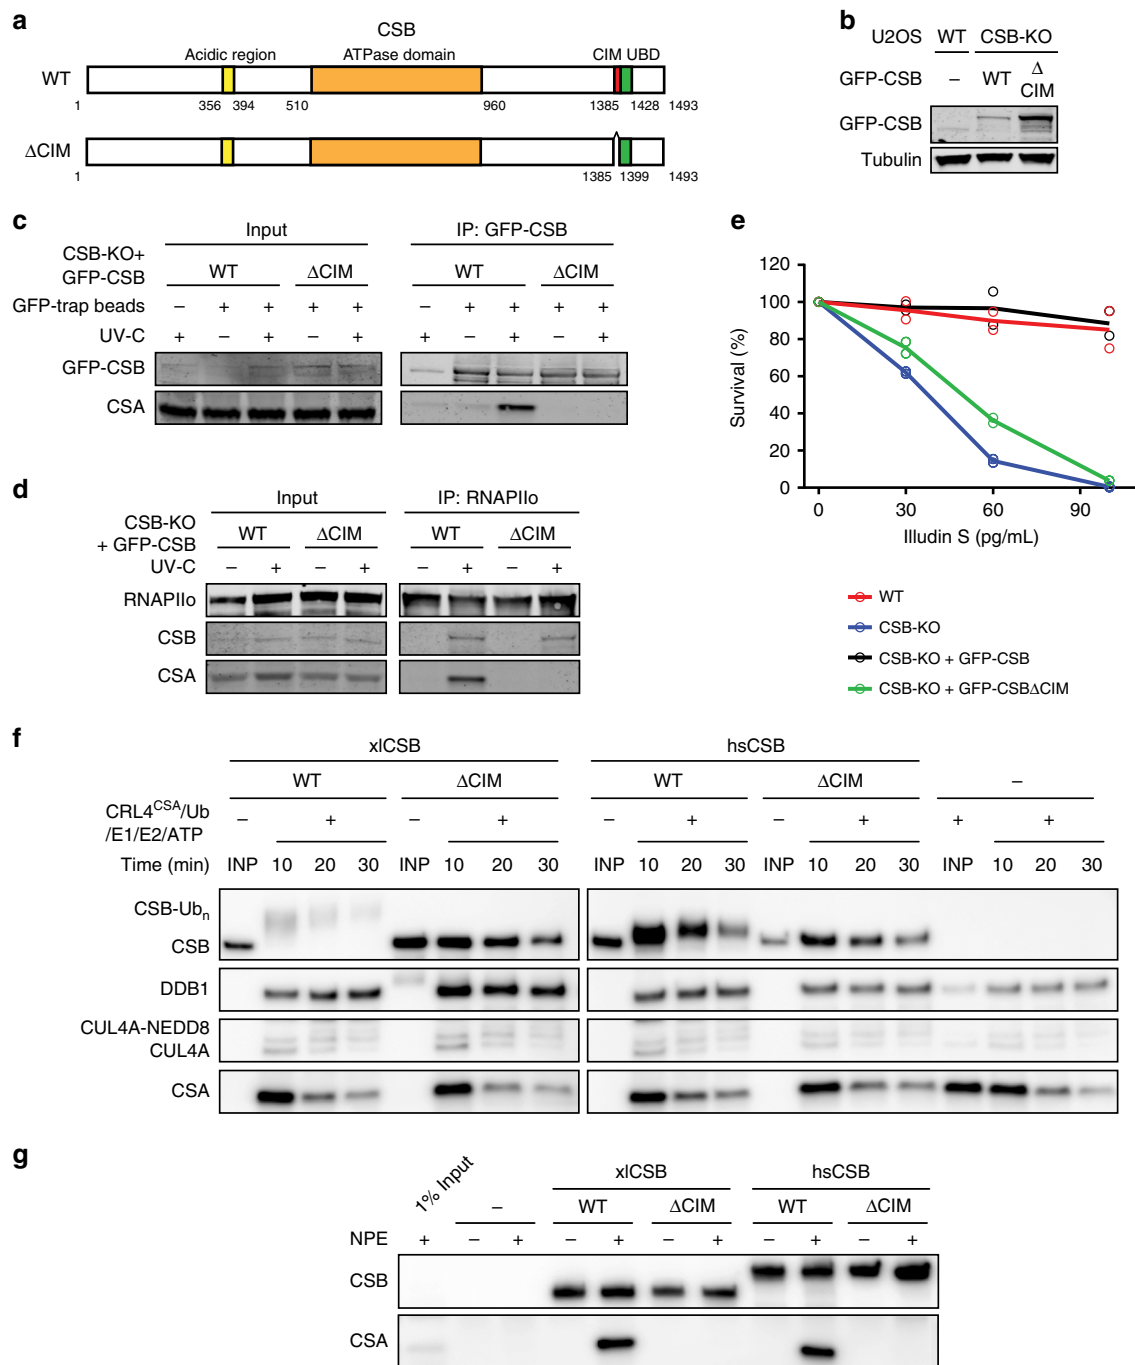 a
CSB
Acidic region ATPase domain CIM UBD
WT
1 356 394 510 960 1385 1428 1493
ΔCIM
1 1385 1399 1493
b
U2OS WT CSB-KO
GFP-CSB – WT Δ CIM
GFP-CSB
Tubulin
c
Input IP: GFP-CSB
CSB-KO+
GFP-CSB
WT ΔCIM WT ΔCIM
GFP-trap beads – + + + + – + + + +
UV-C + – + – + + – + – +
GFP-CSB
CSA
d
Input IP: RNAPIIo
CSB-KO
+ GFP-CSB
WT ΔCIM WT ΔCIM
UV-C – + – + – + – +
RNAPIIo
CSB
CSA
e
120
100
80
60
40
20
0
Survival (%)
0 30 60 90
Illudin S (pg/mL)
WT
CSB-KO
CSB-KO + GFP-CSB
CSB-KO + GFP-CSBΔCIM
f
xlCSB hsCSB
WT ΔCIM WT ΔCIM –
CRL4CSA/Ub
/E1/E2/ATP
– + – + – + – + + +
Time (min) INP 10 20 30 INP 10 20 30 INP 10 20 30 INP 10 20 30 INP 10 20 30
CSB-Ubn
CSB
DDB1
CUL4A-NEDD8
CUL4A
CSA
g
1% Input
xlCSB hsCSB
– WT ΔCIM WT ΔCIM
NPE + – + – + – + – + – +
CSB
CSA